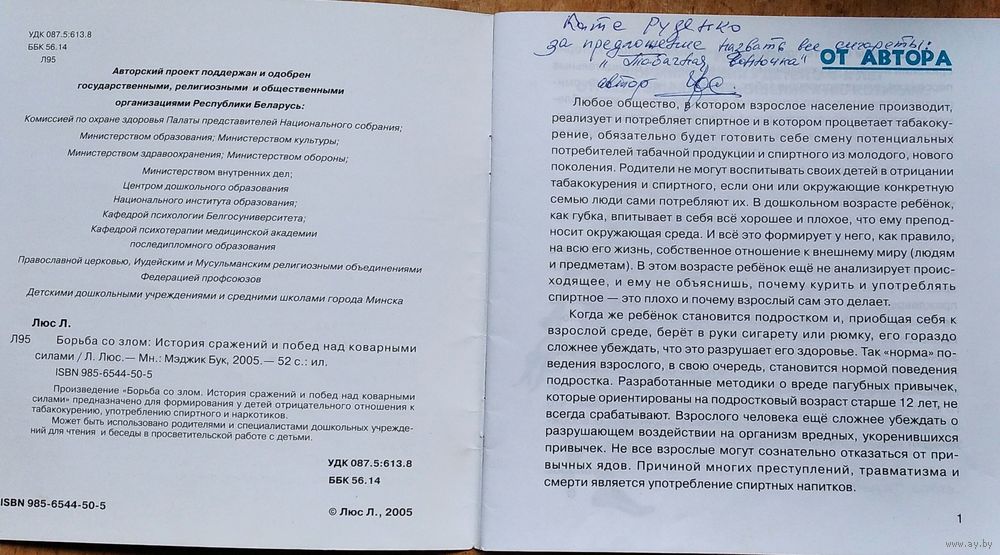 УДК 087.5:613.8
ББК 56.14
Л95
Авторский проект поддержан и одобрен
государственными, религиозными и общественными
организациями Республики Беларусь:
Комиссией по охране здоровья Палаты представителей Национального собрания;
Министерством образования; Министерством культуры;
Министерством здравоохранения; Министерством обороны;
Министерством внутренних дел;
Центром дошкольного образования
Национального института образования;
Кафедрой психологии Белгосуниверситета;
Кафедрой психотерапии медицинской академии
последипломного образования
Православной церковью, Иудейским и Мусульманским религиозными объединениями
Федерацией профсоюзов
Детскими дошкольными учреждениями и средними школами города Минска
Люс Л.
Л95 Борьба со злом: История сражений и побед над коварными
силами / Л. Люс.— Мн.: Мэджик Бук, 2005.— 52 с.: ил.
ISBN 985-6544-50-5
Произведение «Борьба со злом. История сражений и побед над коварными
силами» предназначено для формирования у детей отрицательного отношения к
табакокурению, употреблению спиртного и наркотиков.
Может быть использовано родителями и специалистами дошкольных учрежде-
ний для чтения и беседы в просветительской работе с детьми.
УДК 087.5:613.8
ББК 56.14
ISBN 985-6544-50-5
© Люс Л., 2005
Кате Руденко
за предложение назвать все сигареты:
"Табачная вонючка"
автор
ОТ АВТОРА
Любое общество, в котором взрослое население производит,
реализует и потребляет спиртное и в котором процветает табакоку-
рение, обязательно будет готовить себе смену потенциальных
потребителей табачной продукции и спиртного из молодого, нового
поколения. Родители не могут воспитывать своих детей в отрицании
табакокурения и спиртного, если они или окружающие конкретную
семью люди сами потребляют их. В дошкольном возрасте ребёнок,
как губка, впитывает в себя всё хорошее и плохое, что ему препод-
носит окружающая среда. И всё это формирует у него, как правило,
на всю его жизнь, собственное отношение к внешнему миру (людям
и предметам). В этом возрасте ребёнок ещё не анализирует проис-
ходящее, и ему не объяснишь, почему курить и употреблять
спиртное — это плохо и почему взрослый сам это делает.
Когда же ребёнок становится подростком и, приобщая себя к
взрослой среде, берёт в руки сигарету или рюмку, его гораздо
сложнее убеждать, что это разрушает его здоровье. Так «норма» по-
ведения взрослого, в свою очередь, становится нормой поведения
подростка. Разработанные методики о вреде пагубных привычек,
которые ориентированы на подростковый возраст старше 12 лет, не
всегда срабатывают. Взрослого человека ещё сложнее убеждать о
разрушающем воздействии на организм вредных, укоренившихся
привычек. Не все взрослые могут сознательно отказаться от при-
вычных ядов. Причиной многих преступлений, травматизма и
смерти является употребление спиртных напитков.
1
www.ay.by